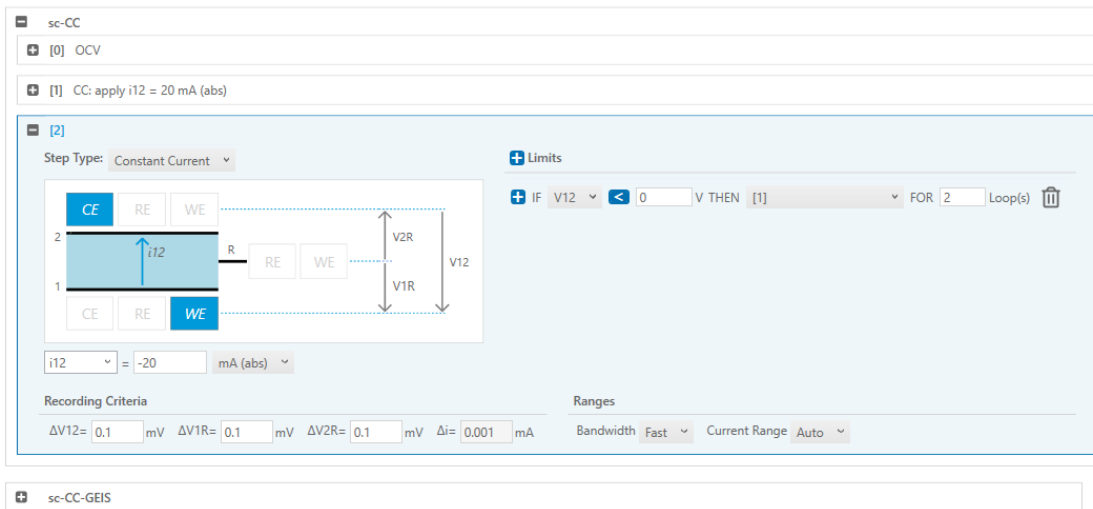 sc-CC
[0] OCV
[1] CC: apply i12 = 20 mA (abs)
[2]
Step Type: Constant Current
Limits
IF V12 < 0 V THEN [1] FOR 2 Loop(s)
CE RE WE
2 i12 R RE WE V2R V12
1 V1R
CE RE WE
i12 = -20 mA (abs)
Recording Criteria Ranges
ΔV12= 0.1 mV ΔV1R= 0.1 mV ΔV2R= 0.1 mV Δi= 0.001 mA Bandwidth Fast Current Range Auto
sc-CC-GEIS